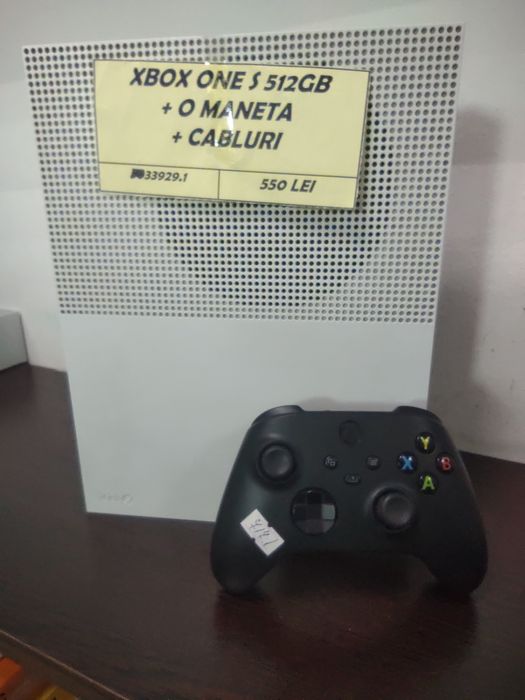 XBOX ONE S 512GB
+ O MANETA
+ CABLURI
33929.1
550 LEI
Y
X
B
A